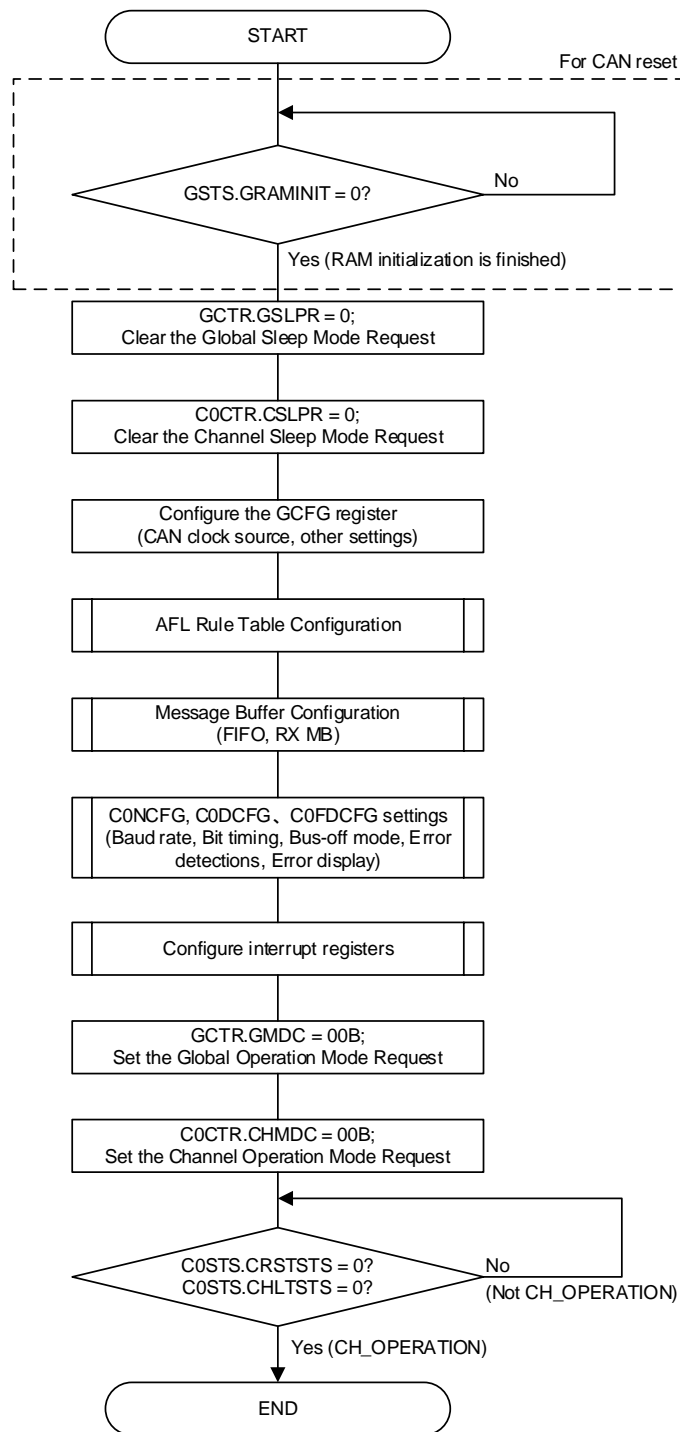 START
For CAN reset
GSTS.GRAMINIT = 0?
No
Yes (RAM initialization is finished)
GCTR.GSLPR = 0;
Clear the Global Sleep Mode Request
C0CTR.CSLPR = 0;
Clear the Channel Sleep Mode Request
Configure the GCFG register
(CAN clock source, other settings)
AFL Rule Table Configuration
Message Buffer Configuration
(FIFO, RX MB)
C0NCFG, C0DCFG、C0FDCFG settings
(Baud rate, Bit timing, Bus-off mode, Error
detections, Error display)
Configure interrupt registers
GCTR.GMDC = 00B;
Set the Global Operation Mode Request
C0CTR.CHMDC = 00B;
Set the Channel Operation Mode Request
C0STS.CRSTSTS = 0?
C0STS.CHLTSTS = 0?
No
(Not CH_OPERATION)
Yes (CH_OPERATION)
END